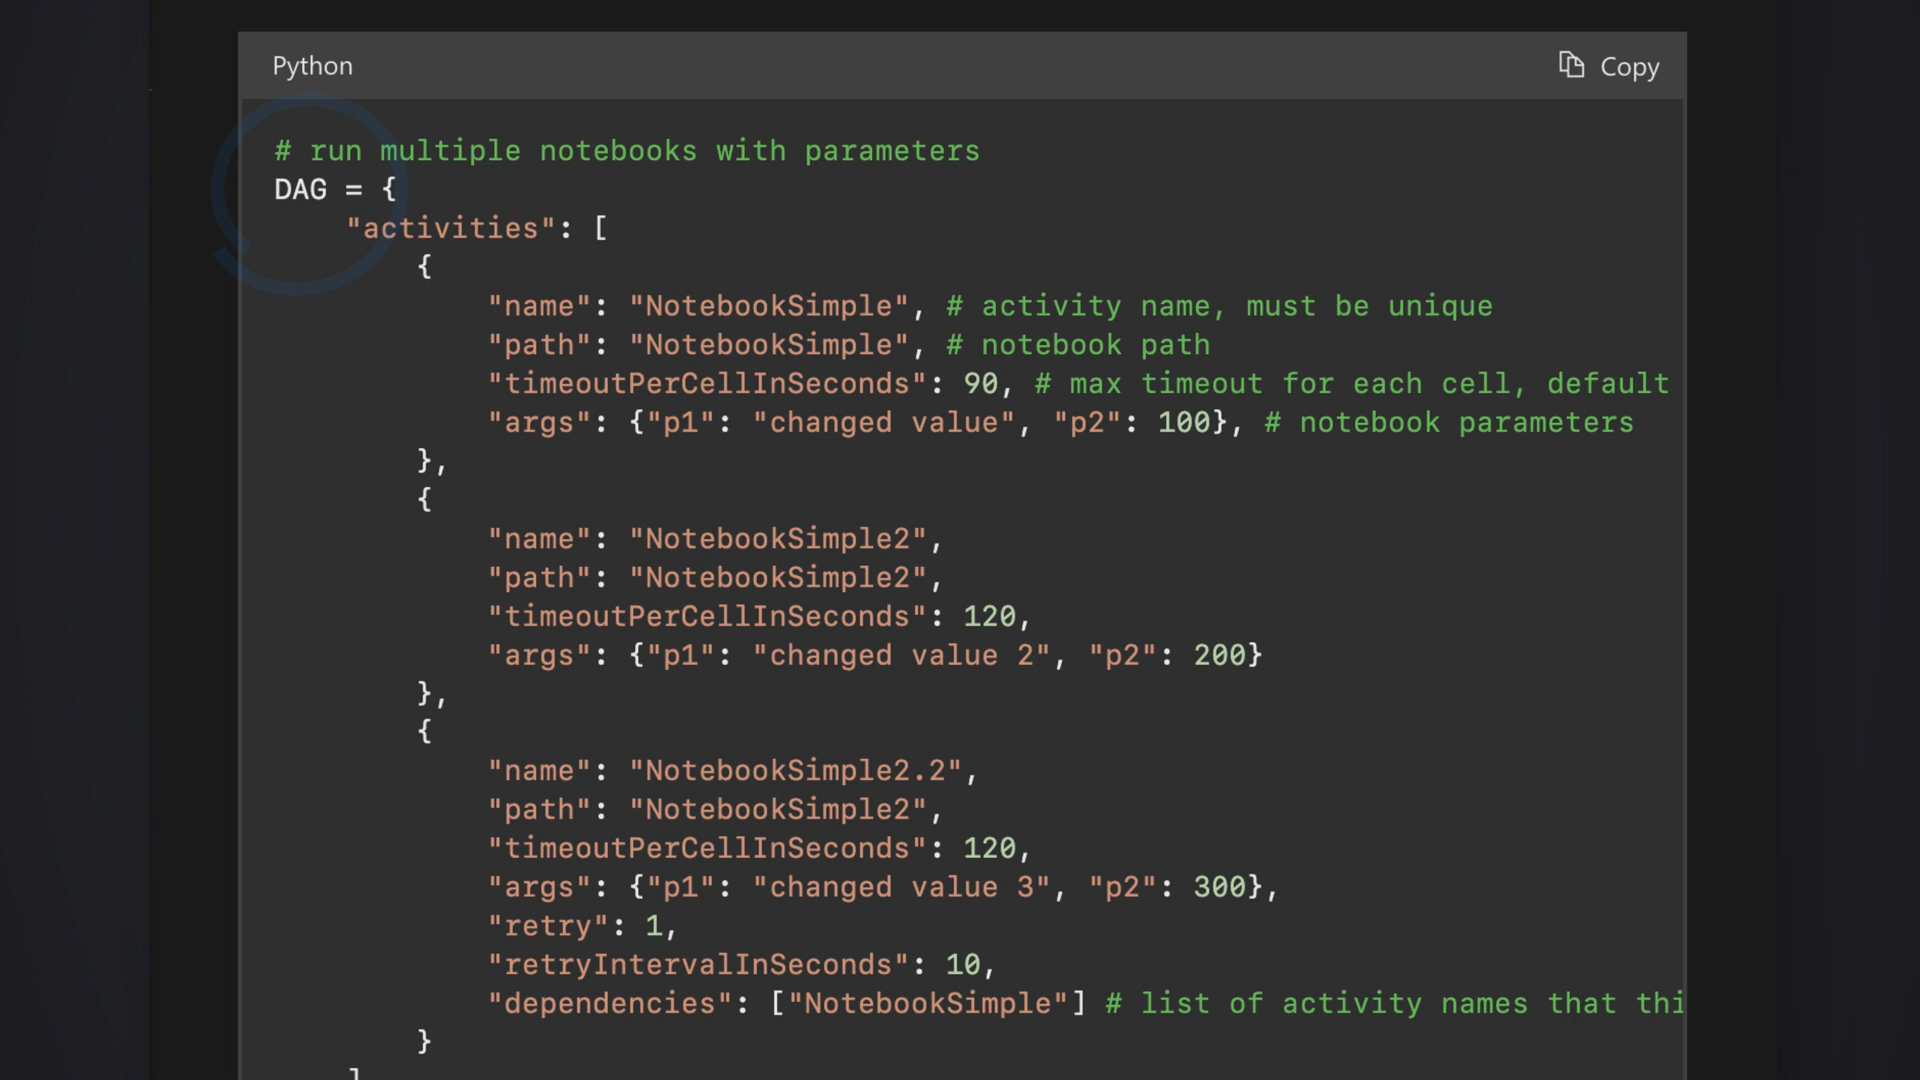 Python
Copy
# run multiple notebooks with parameters
DAG = {
    "activities": [
        {
            "name": "NotebookSimple", # activity name, must be unique
            "path": "NotebookSimple", # notebook path
            "timeoutPerCellInSeconds": 90, # max timeout for each cell, default
            "args": {"p1": "changed value", "p2": 100}, # notebook parameters
        },
        {
            "name": "NotebookSimple2",
            "path": "NotebookSimple2",
            "timeoutPerCellInSeconds": 120,
            "args": {"p1": "changed value 2", "p2": 200}
        },
        {
            "name": "NotebookSimple2.2",
            "path": "NotebookSimple2",
            "timeoutPerCellInSeconds": 120,
            "args": {"p1": "changed value 3", "p2": 300},
            "retry": 1,
            "retryIntervalInSeconds": 10,
            "dependencies": ["NotebookSimple"] # list of activity names that thi
        }
    ]